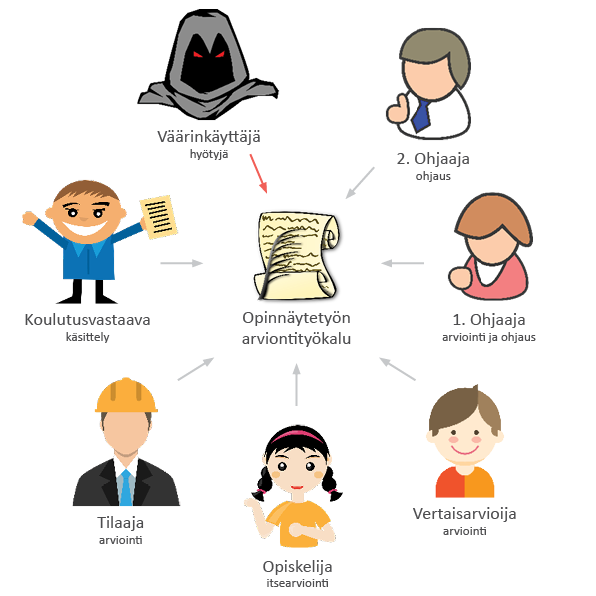 Väärinkäyttäjä
hyötyjä
2. Ohjaaja
ohjaus
Koulutusvastaava
käsittely
Opinnäytetyön
arviontityökalu
1. Ohjaaja
arviointi ja ohjaus
Tilaaja
arviointi
Opiskelija
itsearviointi
Vertaisarvioija
arviointi